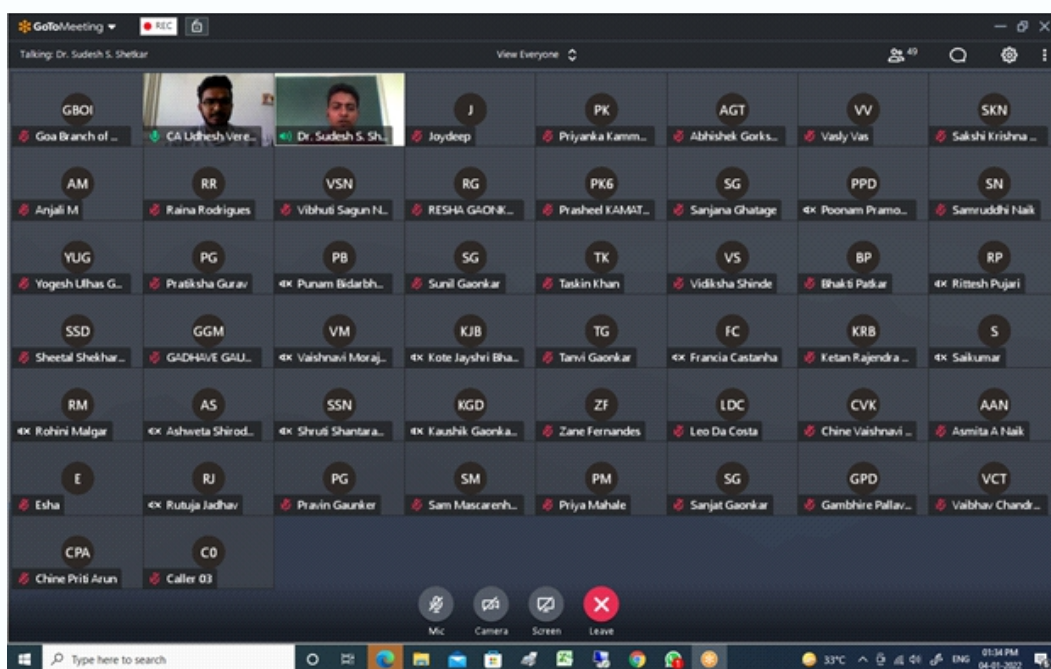 GoToMeeting REC
Talking: Dr. Sudesh S. Shetkar View Everyone 49
GBOI J PK AGT VV SKN
Goa Branch of ... CA Udhesh Vere... Dr. Sudesh S. Sh... Joydeep Priyanka Kamm... Abhishek Gorks... Vasly Vas Sakshi Krishna ...
AM RR VSN RG PK6 SG PPD SN
Anjali M Raina Rodrigues Vibhuti Sagun N... RESHA GAONK... Prasheel KAMAT... Sanjana Ghatage Poonam Pramo... Samruddhi Naik
YUG PG PB SG TK VS BP RP
Yogesh Ulhas G... Pratiksha Gurav Punam Bidarbh... Sunil Gaonkar Taskin Khan Vidiksha Shinde Bhakti Patkar Rittesh Pujari
SSD GGM VM KJB TG FC KRB S
Sheetal Shekhar... GADHAVE GAU... Vaishnavi Moraj... Kote Jayshri Bha... Tanvi Gaonkar Francia Castanha Ketan Rajendra ... Saikumar
RM AS SSN KGD ZF LDC CVK AAN
Rohini Malgar Ashweta Shirod... Shruti Shantara... Kaushik Gaonka... Zane Fernandes Leo Da Costa Chine Vaishnavi ... Asmita A Naik
E RJ PG SM PM SG GPD VCT
Esha Rutuja Jadhav Pravin Gaunker Sam Mascarenh... Priya Mahale Sanjat Gaonkar Gambhire Pallav... Vaibhav Chandr...
CPA C0
Chine Priti Arun Caller 03
Mic Camera Screen Leave
Type here to search 33°C ENG 01:34 PM
04-01-2022